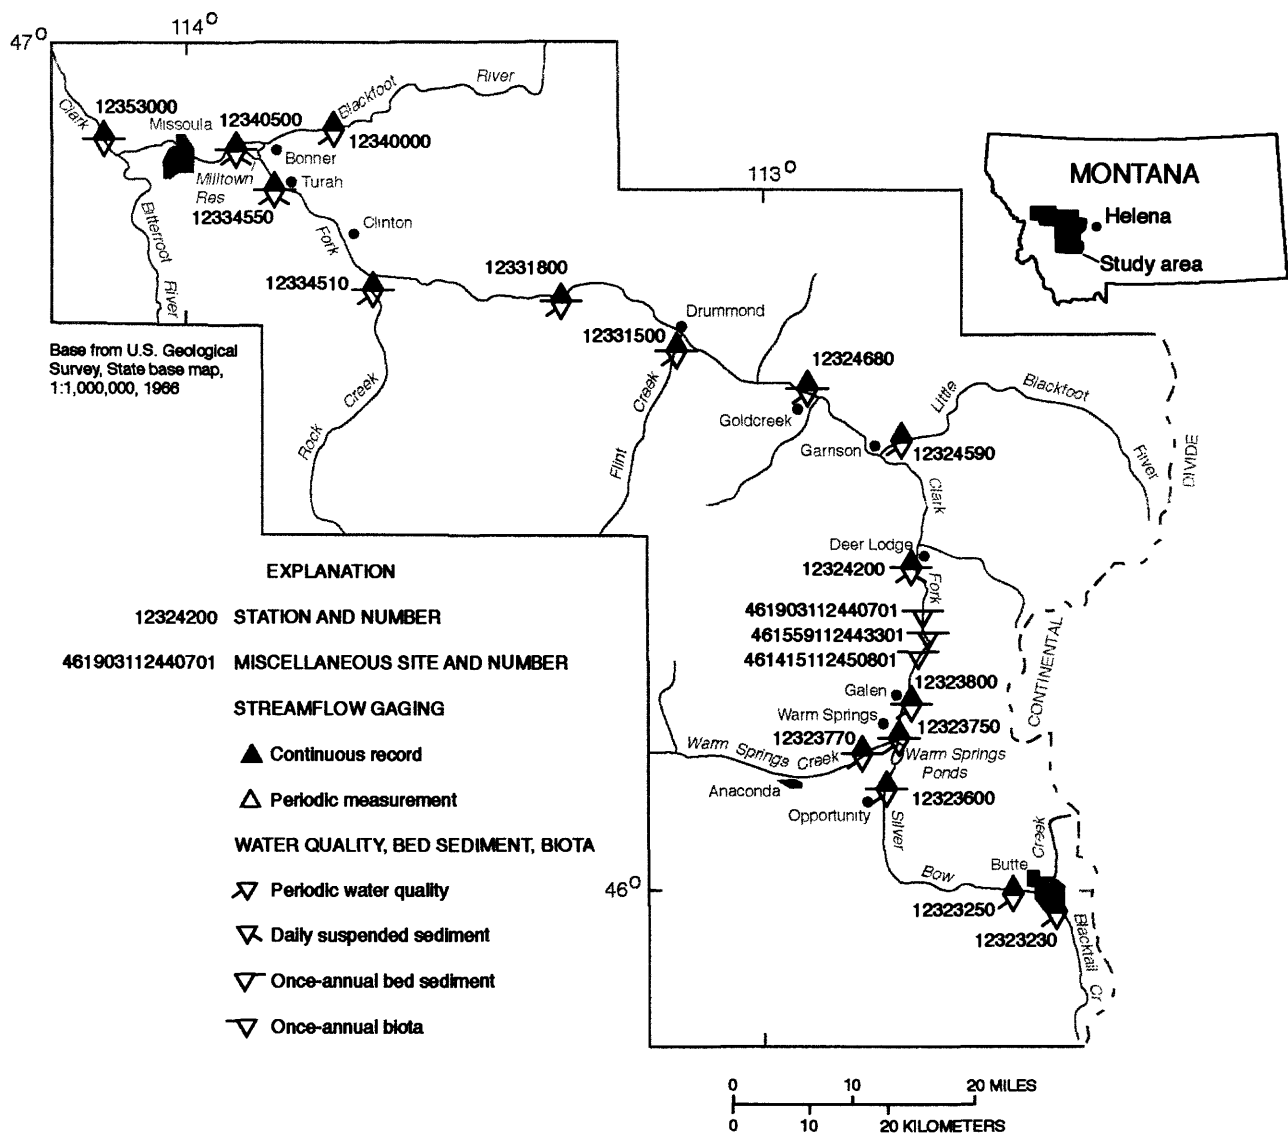 114°
47°
Clark
12353000
Missoula
12340500
Blackfoot
River
12340000
Bonner
Milltown
Res
Turah
12334550
Bitterroot
River
Fork
Clinton
113°
MONTANA
Helena
Study area
12334510
12331800
Drummond
12331500
12324680
Base from U.S. Geological
Survey, State base map,
1:1,000,000, 1966
Rock
Creek
Flint
Creek
Goldcreek
Garrison
Little
Blackfoot
River
12324590
DIVIDE
Clark
Deer Lodge
12324200
Fork
461903112440701
461559112443301
461415112450801
CONTINENTAL
Galen
12323800
Warm Springs
12323750
12323770
Warm Springs Creek
Warm Springs
Ponds
Anaconda
12323600
Opportunity
Silver
Bow
Creek
Butte
46°
12323250
12323230
Blacktail Cr
EXPLANATION
12324200 STATION AND NUMBER
461903112440701 MISCELLANEOUS SITE AND NUMBER
STREAMFLOW GAGING
Continuous record
Periodic measurement
WATER QUALITY, BED SEDIMENT, BIOTA
Periodic water quality
Daily suspended sediment
Once-annual bed sediment
Once-annual biota
0 10 20 MILES
0 10 20 KILOMETERS